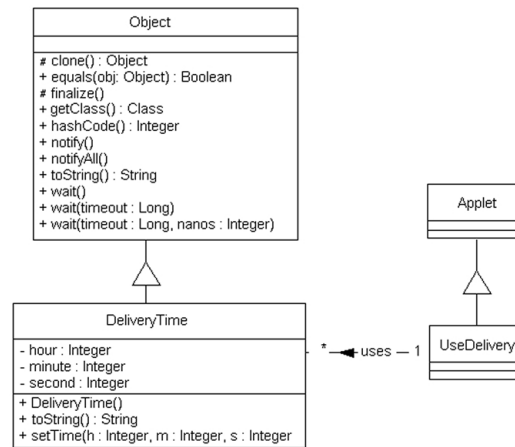 Object
# clone() : Object
+ equals(obj: Object) : Boolean
# finalize()
+ getClass() : Class
+ hashCode() : Integer
+ notify()
+ notifyAll()
+ toString() : String
+ wait()
+ wait(timeout : Long)
+ wait(timeout : Long, nanos : Integer)
Applet
DeliveryTime
- hour : Integer
- minute : Integer
- second : Integer
+ DeliveryTime()
+ toString() : String
+ setTime(h : Integer, m : Integer, s : Integer
* uses 1
UseDelivery